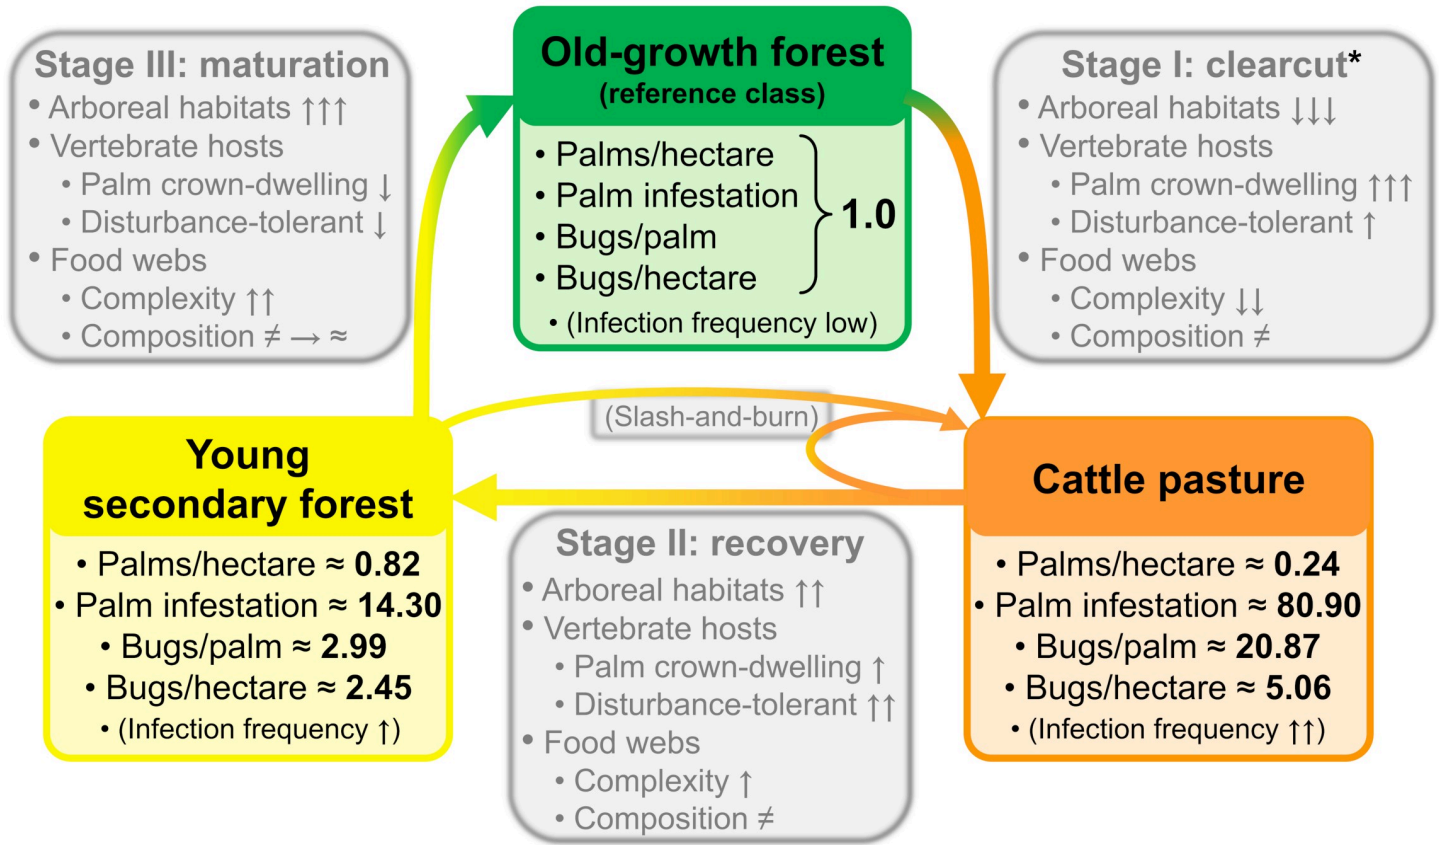 Old-growth forest
(reference class)
• Palms/hectare
• Palm infestation
• Bugs/palm
• Bugs/hectare
1.0
• (Infection frequency low)
Stage I: clearcut*
• Arboreal habitats ↓↓↓
• Vertebrate hosts
• Palm crown-dwelling ↑↑↑
• Disturbance-tolerant ↑
• Food webs
• Complexity ↓↓
• Composition ≠
Cattle pasture
• Palms/hectare ≈ 0.24
• Palm infestation ≈ 80.90
• Bugs/palm ≈ 20.87
• Bugs/hectare ≈ 5.06
• (Infection frequency ↑↑)
(Slash-and-burn)
Stage II: recovery
• Arboreal habitats ↑↑
• Vertebrate hosts
• Palm crown-dwelling ↑
• Disturbance-tolerant ↑↑
• Food webs
• Complexity ↑
• Composition ≠
Young
secondary forest
• Palms/hectare ≈ 0.82
• Palm infestation ≈ 14.30
• Bugs/palm ≈ 2.99
• Bugs/hectare ≈ 2.45
• (Infection frequency ↑)
Stage III: maturation
• Arboreal habitats ↑↑↑
• Vertebrate hosts
• Palm crown-dwelling ↓
• Disturbance-tolerant ↓
• Food webs
• Complexity ↑↑
• Composition ≠ → ≈